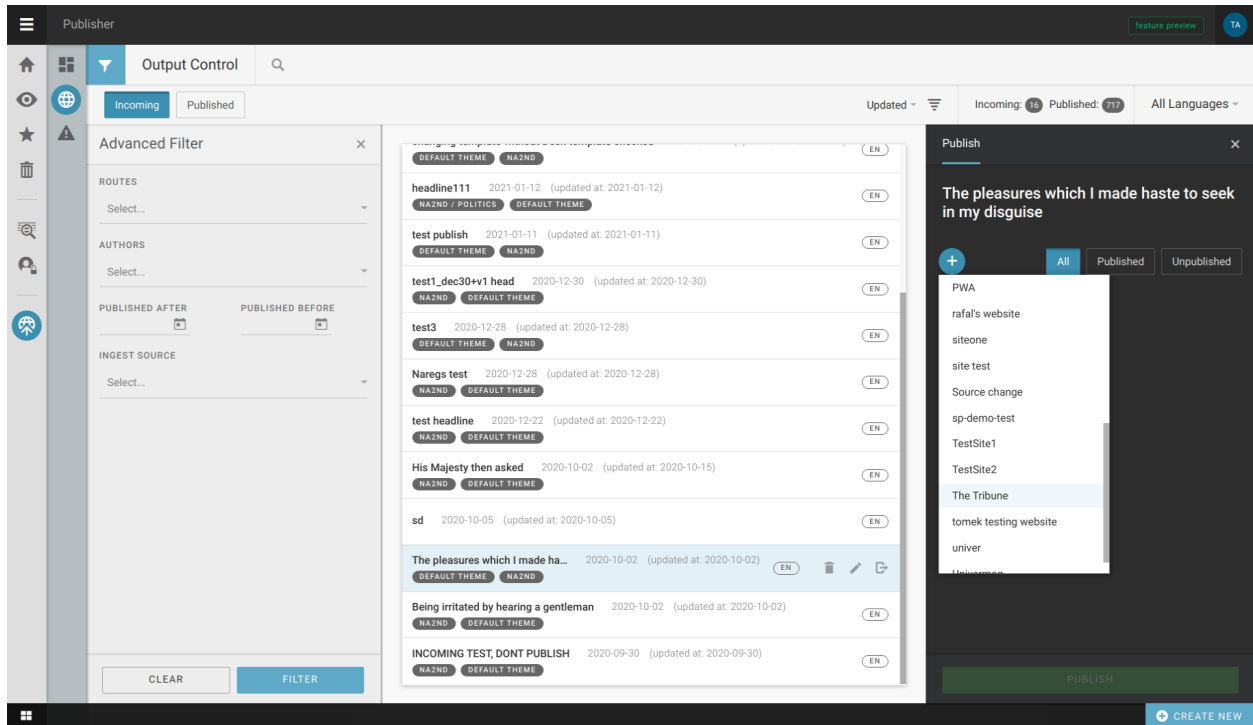 Publisher
feature preview
TA
Output Control
Incoming
Published
Updated
Incoming: 16 Published: 717
All Languages
Advanced Filter
ROUTES
Select...
AUTHORS
Select...
PUBLISHED AFTER
PUBLISHED BEFORE
INGEST SOURCE
Select...
CLEAR
FILTER
EN
DEFAULT THEME NA2ND
headline111 2021-01-12 (updated at: 2021-01-12)
EN
NA2ND / POLITICS DEFAULT THEME
test publish 2021-01-11 (updated at: 2021-01-11)
EN
DEFAULT THEME NA2ND
test1_dec30+v1 head 2020-12-30 (updated at: 2020-12-30)
EN
NA2ND DEFAULT THEME
test3 2020-12-28 (updated at: 2020-12-28)
EN
DEFAULT THEME NA2ND
Naregs test 2020-12-28 (updated at: 2020-12-28)
EN
NA2ND DEFAULT THEME
test headline 2020-12-22 (updated at: 2020-12-22)
EN
NA2ND DEFAULT THEME
His Majesty then asked 2020-10-02 (updated at: 2020-10-15)
EN
NA2ND DEFAULT THEME
sd 2020-10-05 (updated at: 2020-10-05)
EN
The pleasures which I made ha... 2020-10-02 (updated at: 2020-10-02)
EN
DEFAULT THEME NA2ND
Being irritated by hearing a gentleman 2020-10-02 (updated at: 2020-10-02)
EN
NA2ND DEFAULT THEME
INCOMING TEST, DONT PUBLISH 2020-09-30 (updated at: 2020-09-30)
EN
NA2ND DEFAULT THEME
Publish
The pleasures which I made haste to seek
in my disguise
All
Published
Unpublished
PWA
rafal's website
siteone
site test
Source change
sp-demo-test
TestSite1
TestSite2
The Tribune
tomek testing website
univer
PUBLISH
CREATE NEW